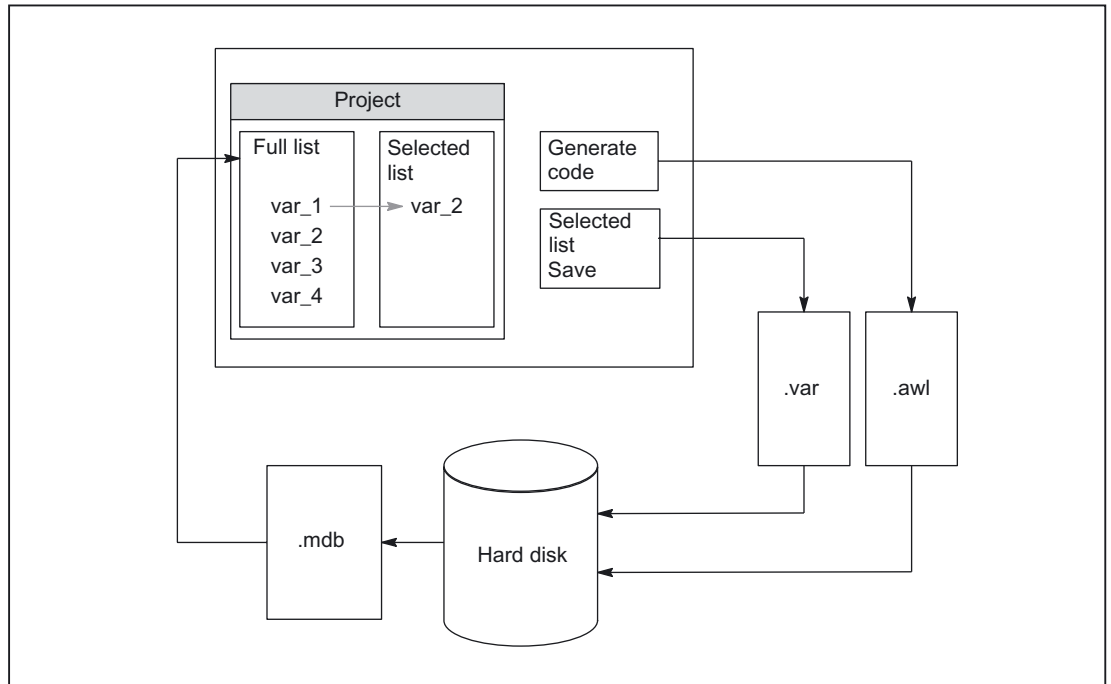 Project
Full list
var_1
var_2
var_3
var_4
Selected
list
var_2
Generate
code
Selected
list
Save
.var
.awl
.mdb
Hard disk